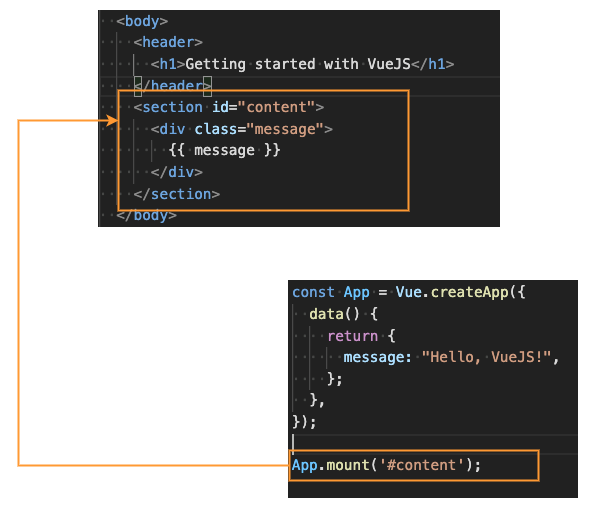 <body>
<header>
<h1>Getting started with VueJS</h1>
</header>
<section id="content">
<div class="message">
{{ message }}
</div>
</section>
</body>
const App = Vue.createApp({
data() {
return {
message: "Hello, VueJS!",
};
},
});
App.mount('#content');